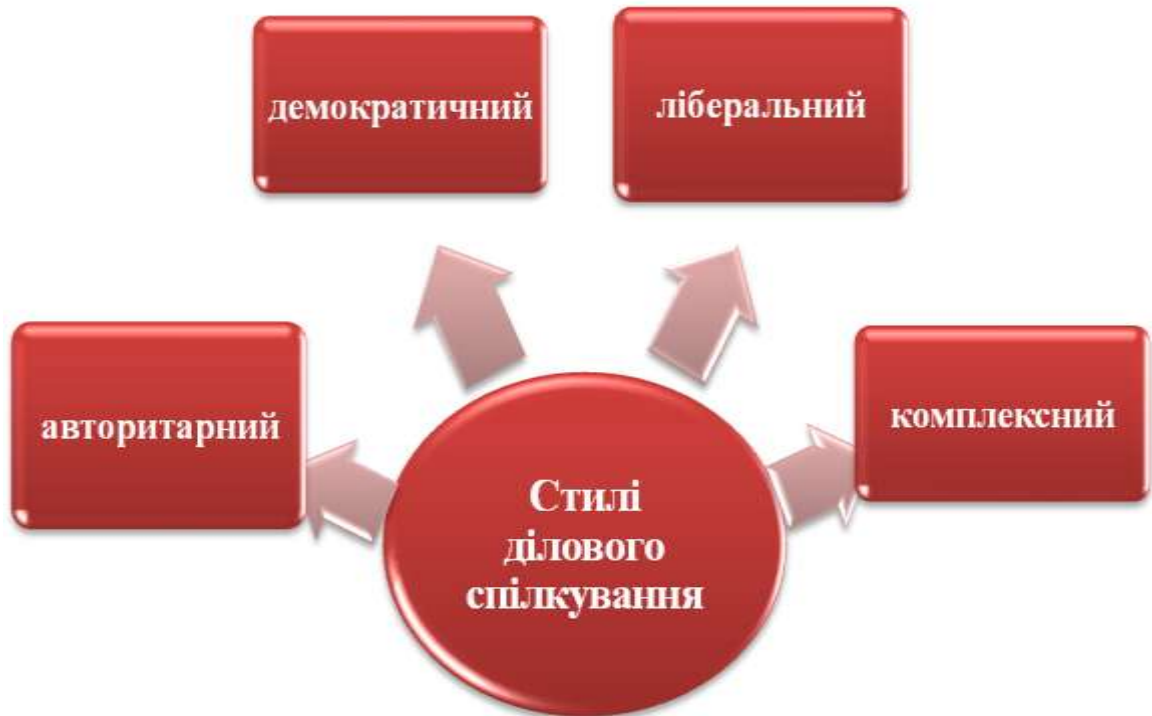 демократичний
ліберальний
авторитарний
комплексний
Стилі
ділового
спілкування